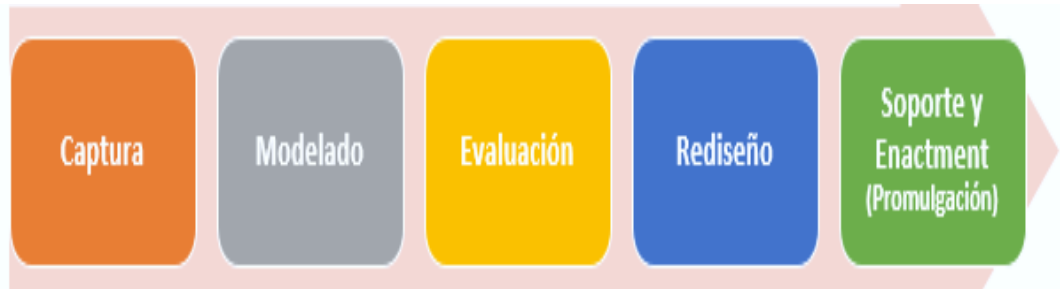 Captura
Modelado
Evaluación
Rediseño
Soporte y
Enactment
(Promulgación)